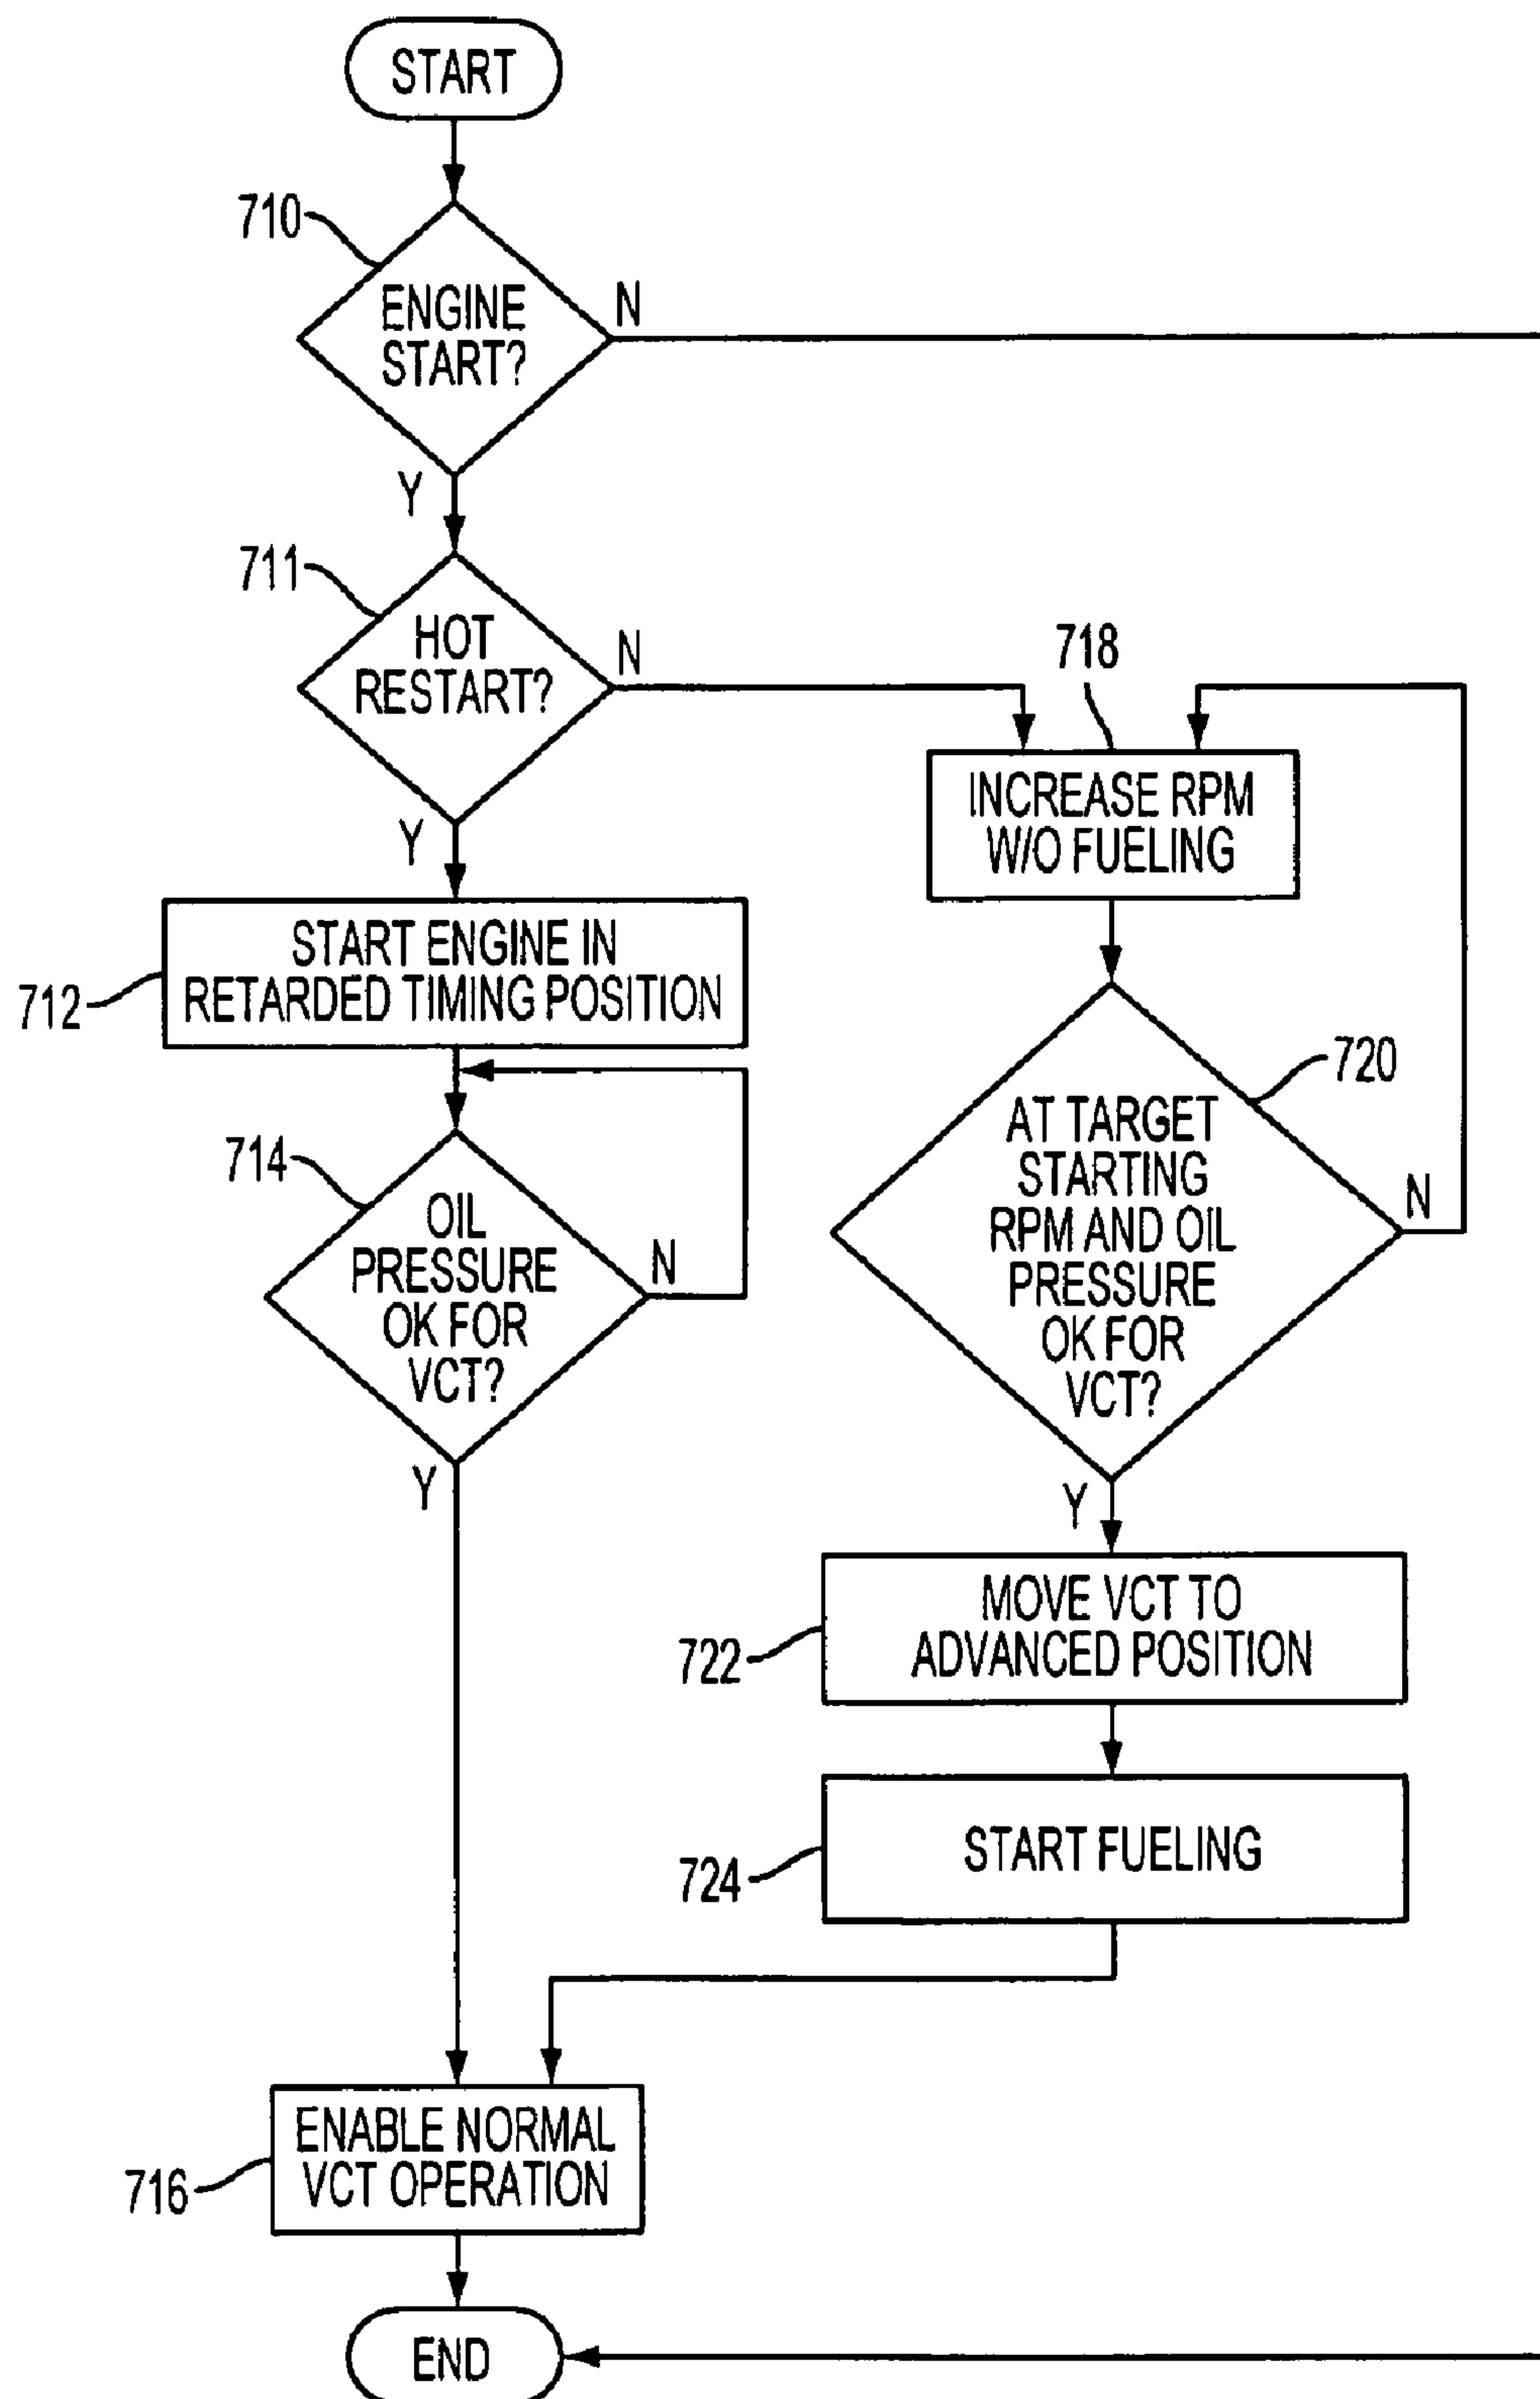 START
710
ENGINE
START?
N
Y
711
HOT
RESTART?
N
Y
718
INCREASE RPM
W/O FUELING
START ENGINE IN
RETARDED TIMING POSITION
712
720
AT TARGET
STARTING
RPM AND OIL
PRESSURE
OK FOR
VCT?
N
Y
714
OIL
PRESSURE
OK FOR
VCT?
N
Y
MOVE VCT TO
ADVANCED POSITION
722
START FUELING
724
ENABLE NORMAL
VCT OPERATION
716
END